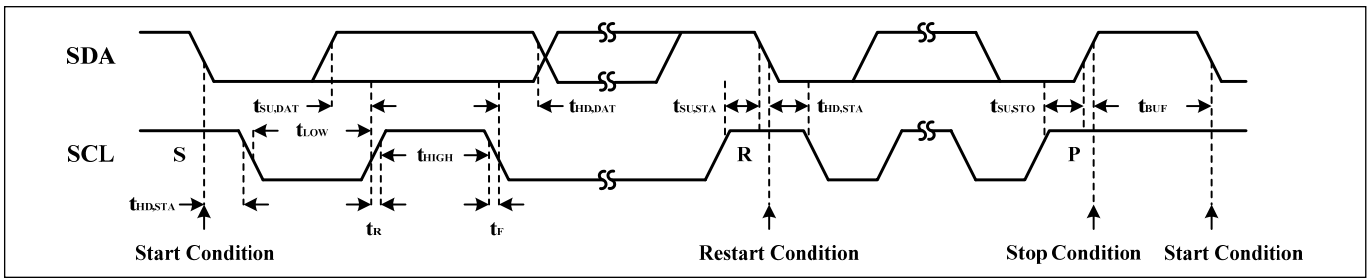 SDA
tSU,DAT tHD,DAT tSU,STA tHD,STA tSU,STO tBUF
tLOW
SCL S tHIGH R P
tHD,STA
tR tF
Start Condition Restart Condition Stop Condition Start Condition